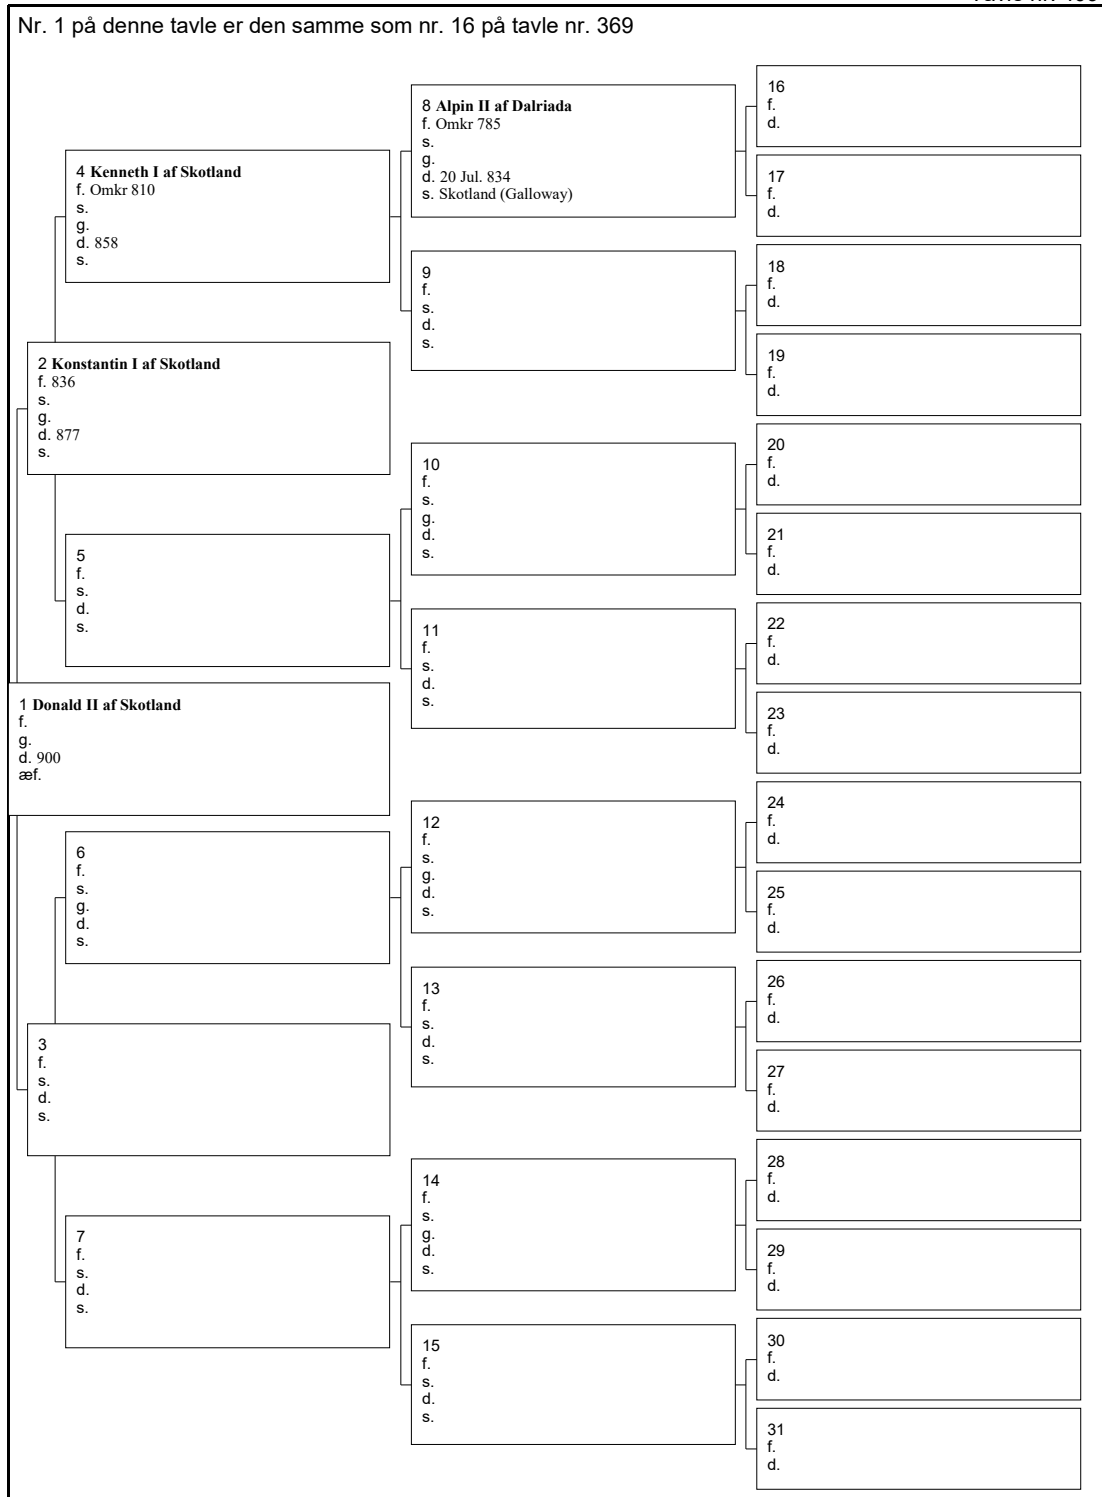 Nr. 1 på denne tavle er den samme som nr. 16 på tavle nr. 369
1 Donald II af Skotland
f.
g.
d. 900
æf.
2 Konstantin I af Skotland
f. 836
s.
g.
d. 877
s.
3
f.
s.
d.
s.
4 Kenneth I af Skotland
f. Omkr 810
s.
g.
d. 858
s.
5
f.
s.
d.
s.
6
f.
s.
g.
d.
s.
7
f.
s.
d.
s.
8 Alpin II af Dalriada
f. Omkr 785
s.
g.
d. 20 Jul. 834
s. Skotland (Galloway)
9
f.
s.
d.
s.
10
f.
s.
g.
d.
s.
11
f.
s.
d.
s.
12
f.
s.
g.
d.
s.
13
f.
s.
d.
s.
14
f.
s.
g.
d.
s.
15
f.
s.
d.
s.
16
f.
d.
17
f.
d.
18
f.
d.
19
f.
d.
20
f.
d.
21
f.
d.
22
f.
d.
23
f.
d.
24
f.
d.
25
f.
d.
26
f.
d.
27
f.
d.
28
f.
d.
29
f.
d.
30
f.
d.
31
f.
d.